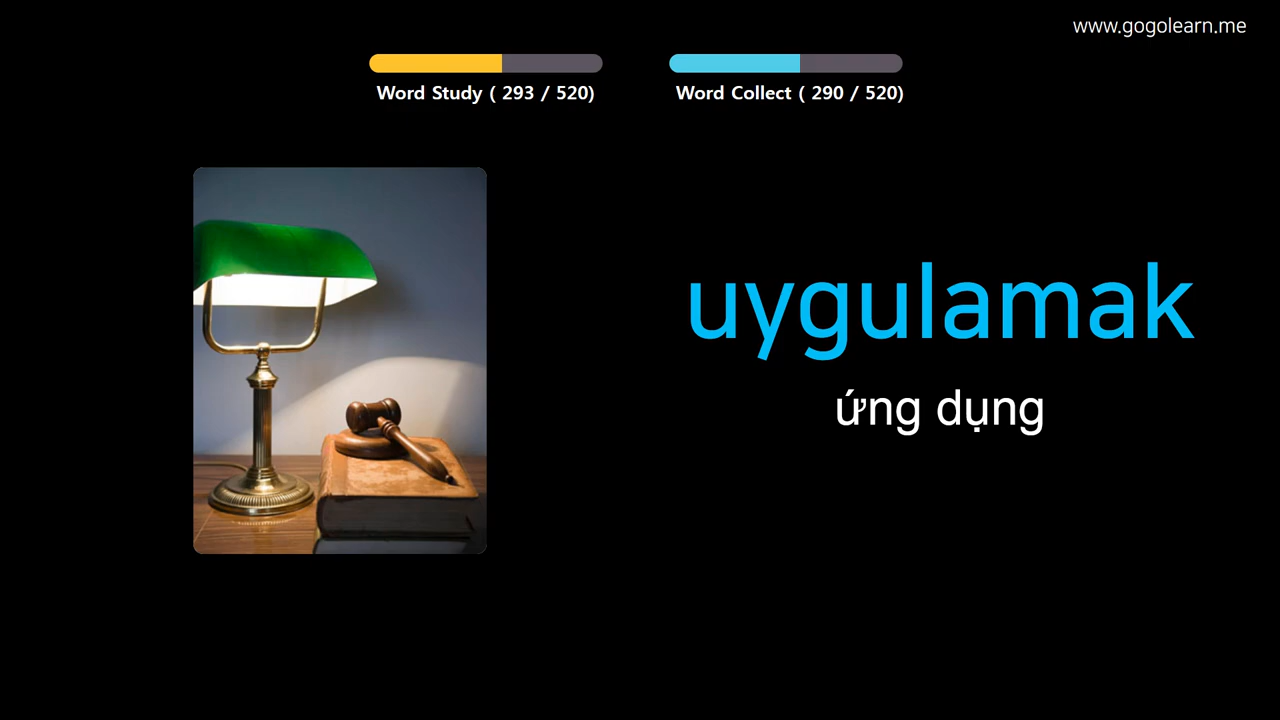 www.gogolearn.me
Word Study ( 293 / 520)
Word Collect ( 290 / 520)
uygulamak
ứng dụng